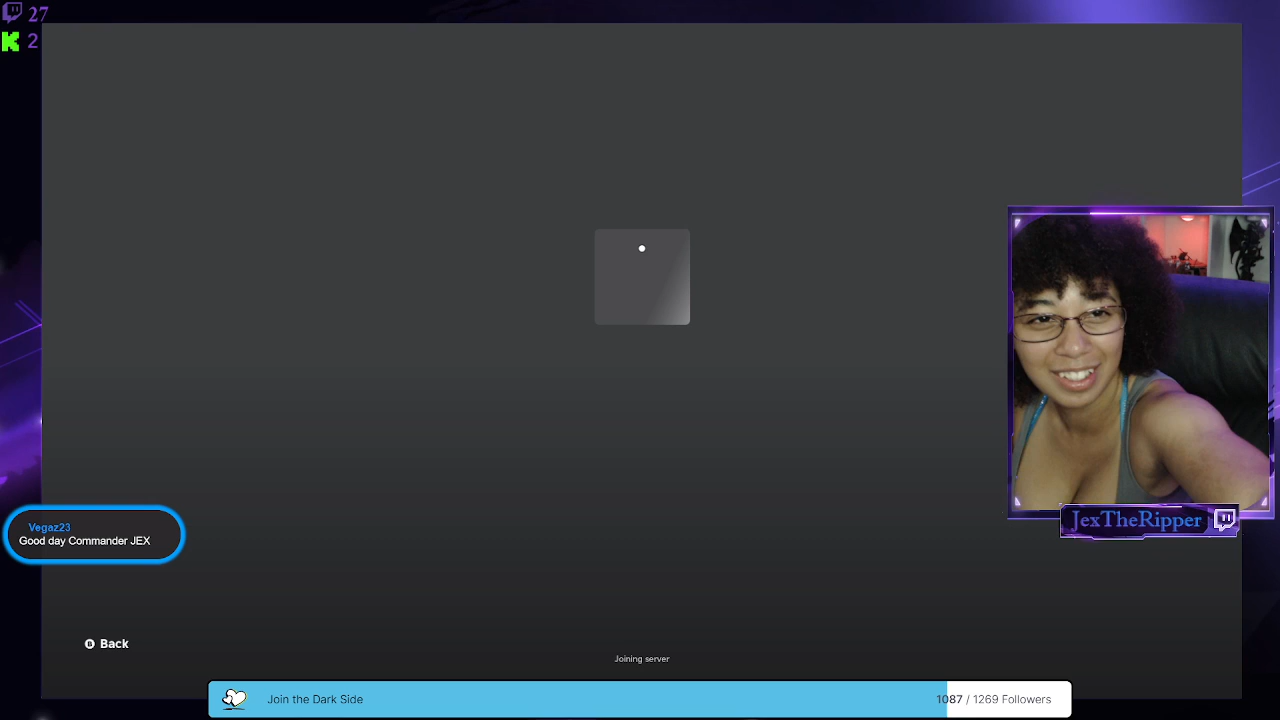 27
2
Vegaz23
Good day Commander JEX
JexTheRipper
Back
Joining server
Join the Dark Side
1087 / 1269 Followers